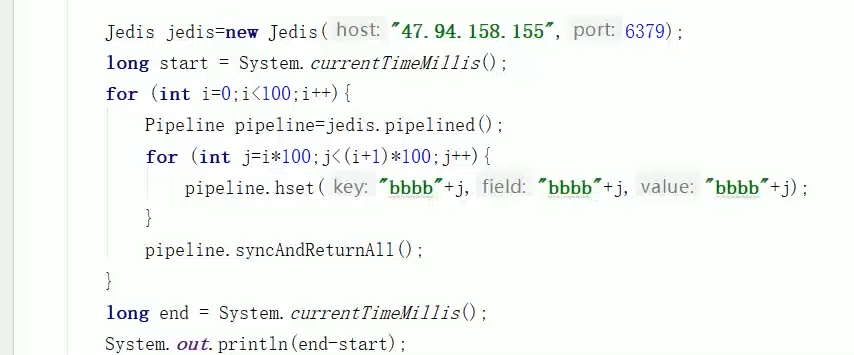 Jedis jedis=new Jedis( host: "47.94.158.155", port: 6379);
long start = System.currentTimeMillis();
for (int i=0;i<100;i++){
Pipeline pipeline=jedis.pipelined();
for (int j=i*100;j<(i+1)*100;j++){
pipeline.hset( key: "bbbb"+j, field: "bbbb"+j, value: "bbbb"+j);
}
pipeline.syncAndReturnAll();
}
long end = System.currentTimeMillis();
System.out.println(end-start);